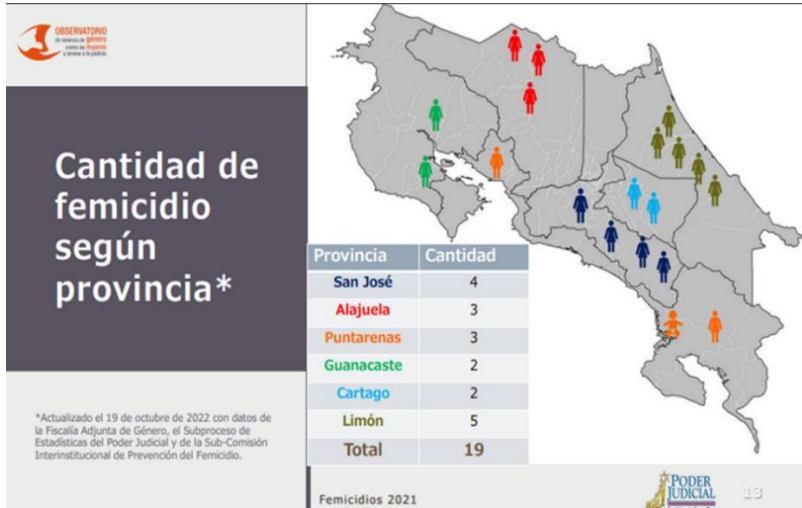 OBSERVATORIO
de violencia de género
contra las mujeres
y acceso a la justicia
Cantidad de
femicidio
según
provincia*
Provincia Cantidad
San José 4
Alajuela 3
Puntarenas 3
Guanacaste 2
Cartago 2
Limón 5
Total 19
*Actualizado el 19 de octubre de 2022 con datos de
la Fiscalía Adjunta de Género, el Subproceso de
Estadísticas del Poder Judicial y de la Sub-Comisión
Interinstitucional de Prevención del Femicidio.
Femicidios 2021
PODER
JUDICIAL
13